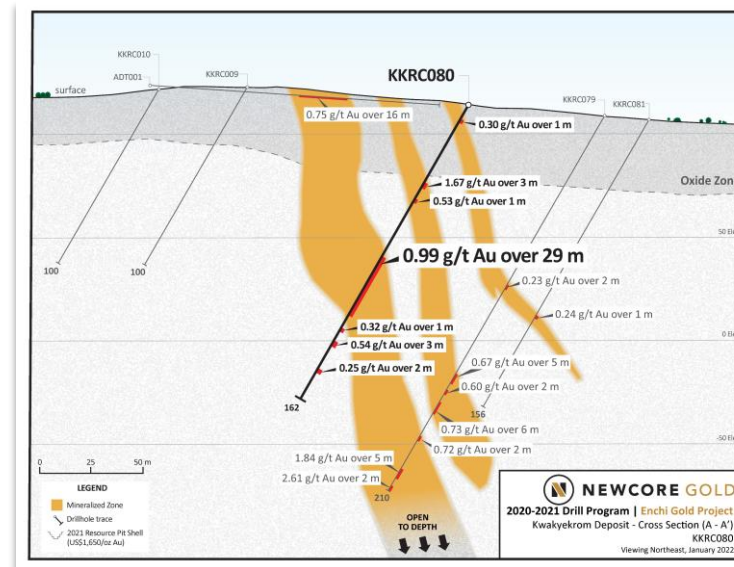 KKRC010
ADT001
KKRC009
KKRC080
KKRC079
KKRC081
surface
0.75 g/t Au over 16 m
0.30 g/t Au over 1 m
1.67 g/t Au over 3 m
0.53 g/t Au over 1 m
Oxide Zon
50 El
100
100
0.99 g/t Au over 29 m
0.23 g/t Au over 2 m
0.24 g/t Au over 1 m
0.32 g/t Au over 1 m
0 El
0.54 g/t Au over 3 m
0.25 g/t Au over 2 m
0.67 g/t Au over 5 m
0.60 g/t Au over 2 m
162
156
0.73 g/t Au over 6 m
0.72 g/t Au over 2 m
-50 El
1.84 g/t Au over 5 m
2.61 g/t Au over 2 m
210
0 25 50 m
LEGEND
Mineralized Zone
Drillhole trace
2021 Resource Pit Shell
(US$1,650/oz Au)
OPEN
TO DEPTH
N NEWCORE GOLD
2020-2021 Drill Program | Enchi Gold Project
Kwakyekrom Deposit - Cross Section (A - A')
KKRC080
Viewing Northeast, January 2022